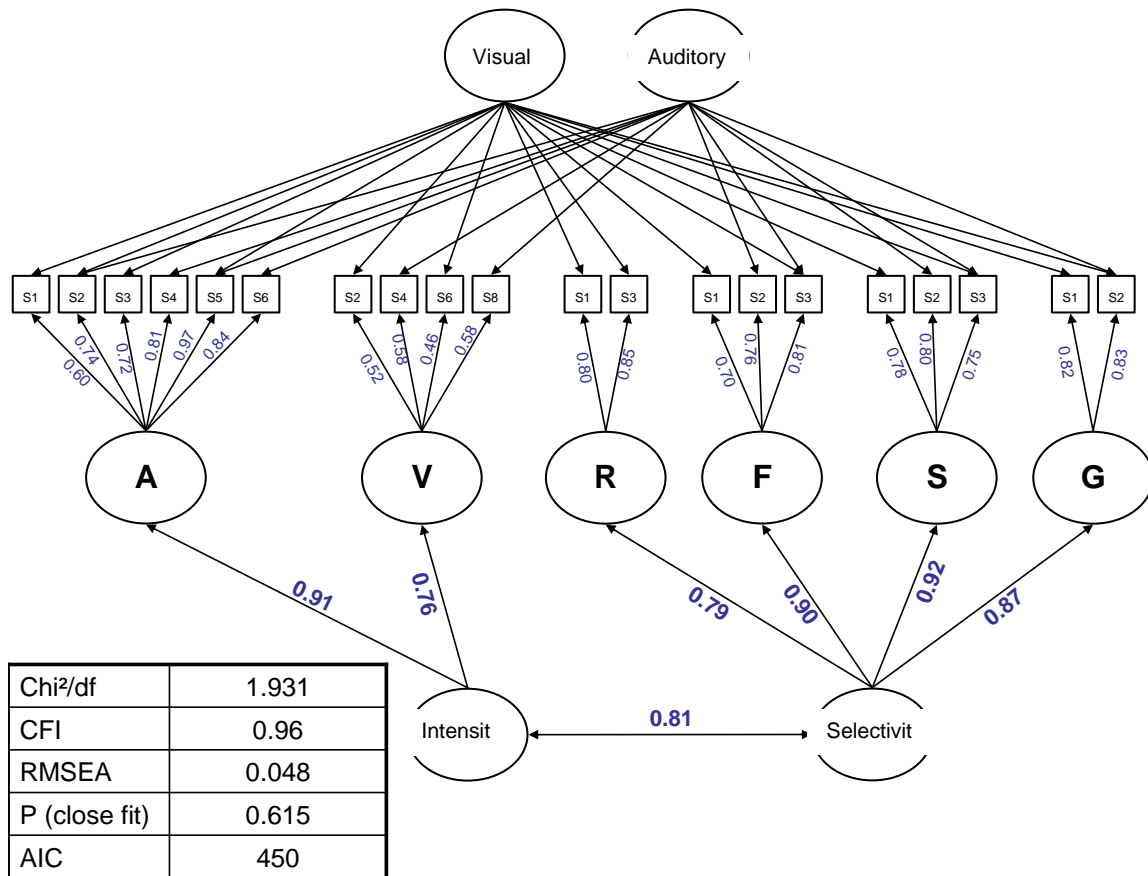 Visual Auditory
S1 S2 S3 S4 S5 S6 S2 S4 S6 S8 S1 S3 S1 S2 S3 S1 S2 S3 S1 S2
0.60 0.74 0.72 0.81 0.97 0.84 0.52 0.58 0.46 0.58 0.80 0.85 0.70 0.76 0.81 0.78 0.80 0.75 0.82 0.83
A V R F S G
0.91 0.76 0.79 0.90 0.92 0.87
Intensit 0.81 Selectivit
Chi²/df 1.931
CFI 0.96
RMSEA 0.048
P (close fit) 0.615
AIC 450